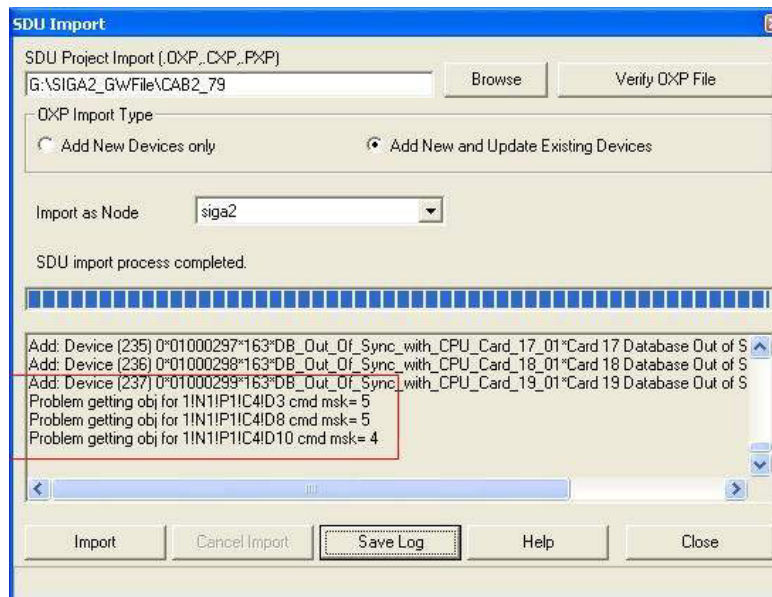 SDU Import
SDU Project Import (.OXP,.CXP,.PXP)
G:\SIGA2_GWFile\CAB2_79
Browse
Verify OXP File
OXP Import Type
Add New Devices only
Add New and Update Existing Devices
Import as Node
siga2
SDU import process completed.
Add: Device (235) 0*01000297*163*DB_Out_Of_Sync_with_CPU_Card_17_01*Card 17 Database Out of S
Add: Device (236) 0*01000298*163*DB_Out_Of_Sync_with_CPU_Card_18_01*Card 18 Database Out of S
Add: Device (237) 0*01000299*163*DB_Out_Of_Sync_with_CPU_Card_19_01*Card 19 Database Out of S
Problem getting obj for 1!N1!P1!C4!D3 cmd msk= 5
Problem getting obj for 1!N1!P1!C4!D8 cmd msk= 5
Problem getting obj for 1!N1!P1!C4!D10 cmd msk= 4
Import
Cancel Import
Save Log
Help
Close